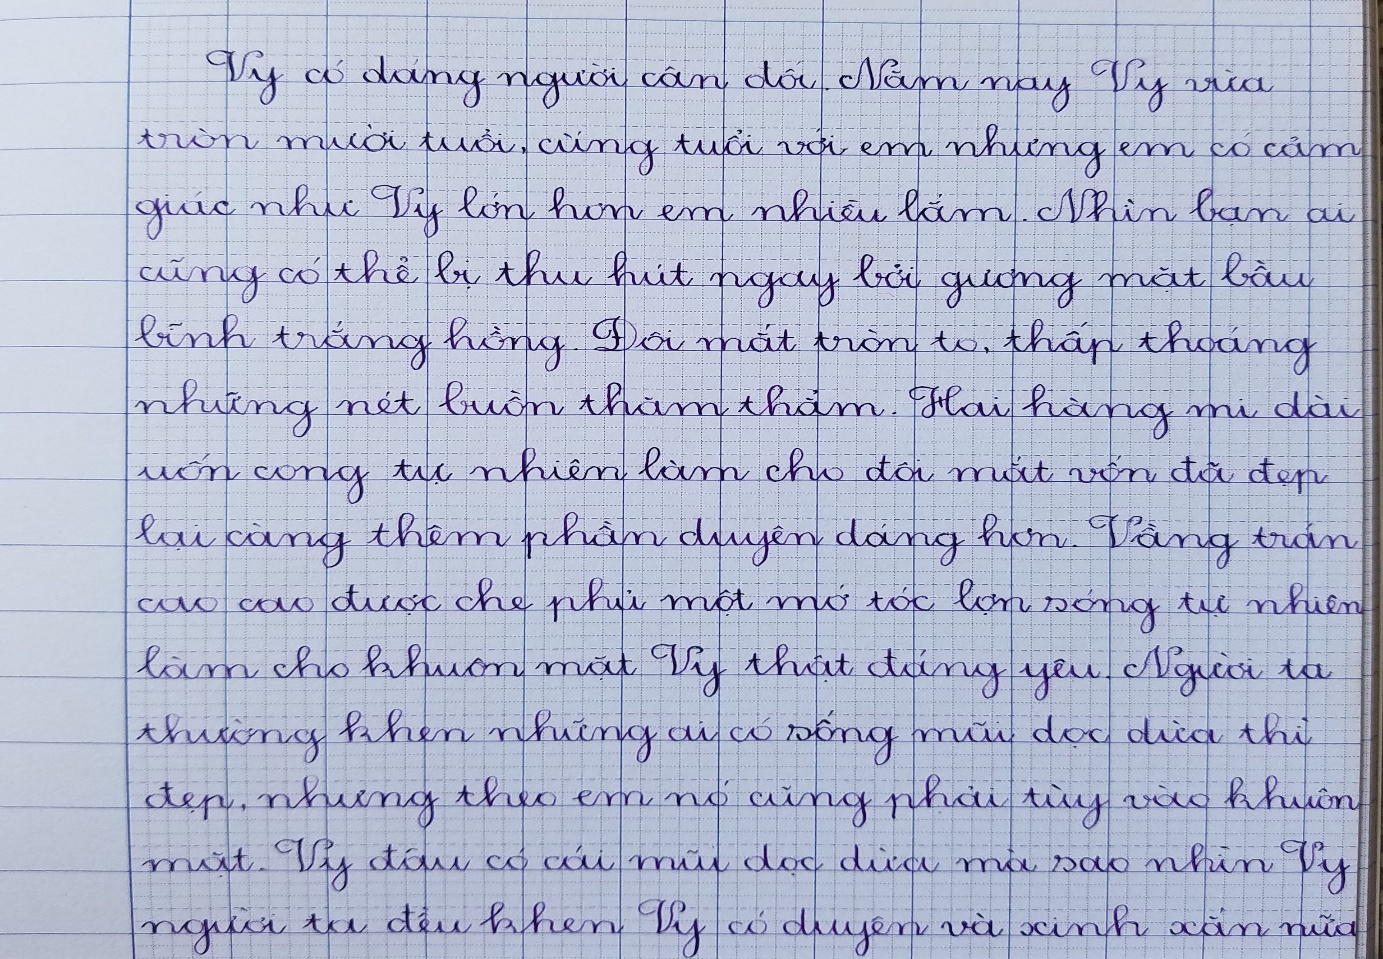 Vy có dáng người cân đối. Năm nay Vy vừa
tròn mười tuổi, cùng tuổi với em nhưng em có cảm
giác như Vy lớn hơn em nhiều lắm. Nhìn bạn ai
cũng có thể bị thu hút ngay bởi gương mặt bầu
bĩnh trắng hồng. Đôi mắt tròn to, thấp thoáng
những nét buồn thăm thẳm. Hai hàng mi dài
uốn cong tự nhiên làm cho đôi mắt vốn đã đẹp
lại càng thêm phần duyên dáng hơn. Vầng trán
cao cao được che phủ một mớ tóc lợn sóng tự nhiên
làm cho khuôn mặt Vy thật đáng yêu. Người ta
thường khen những ai có sống mũi dọc dừa thì
đẹp, nhưng theo em nó cũng phải tùy vào khuôn
mặt. Vy đâu có cái mũi dọc dừa mà sao nhìn Vy
người ta đều khen Vy có duyên và xinh xắn nữa